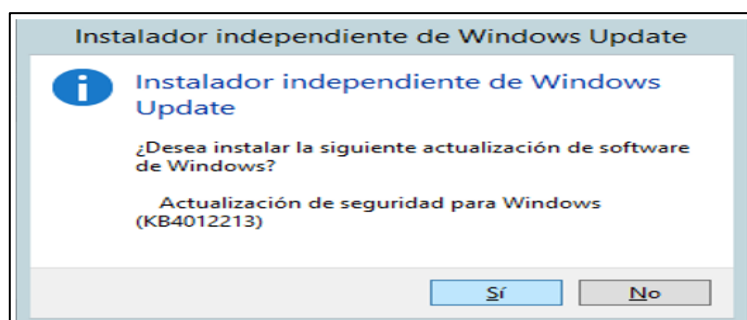 Instalador independiente de Windows Update
Instalador independiente de Windows
Update
¿Desea instalar la siguiente actualización de software
de Windows?
Actualización de seguridad para Windows
(KB4012213)
Sí
No